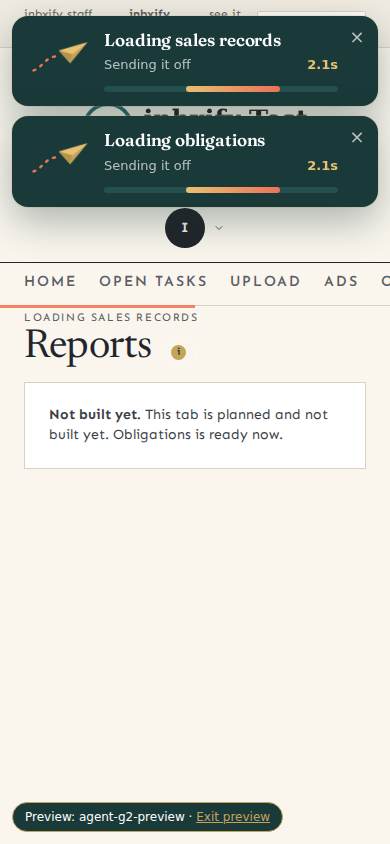 Loading sales records
Sending it off
2.1s
Loading obligations
Sending it off
2.1s
I
HOME OPEN TASKS UPLOAD ADS
LOADING SALES RECORDS
Reports i
Not built yet. This tab is planned and not
built yet. Obligations is ready now.
Preview: agent-g2-preview · Exit preview